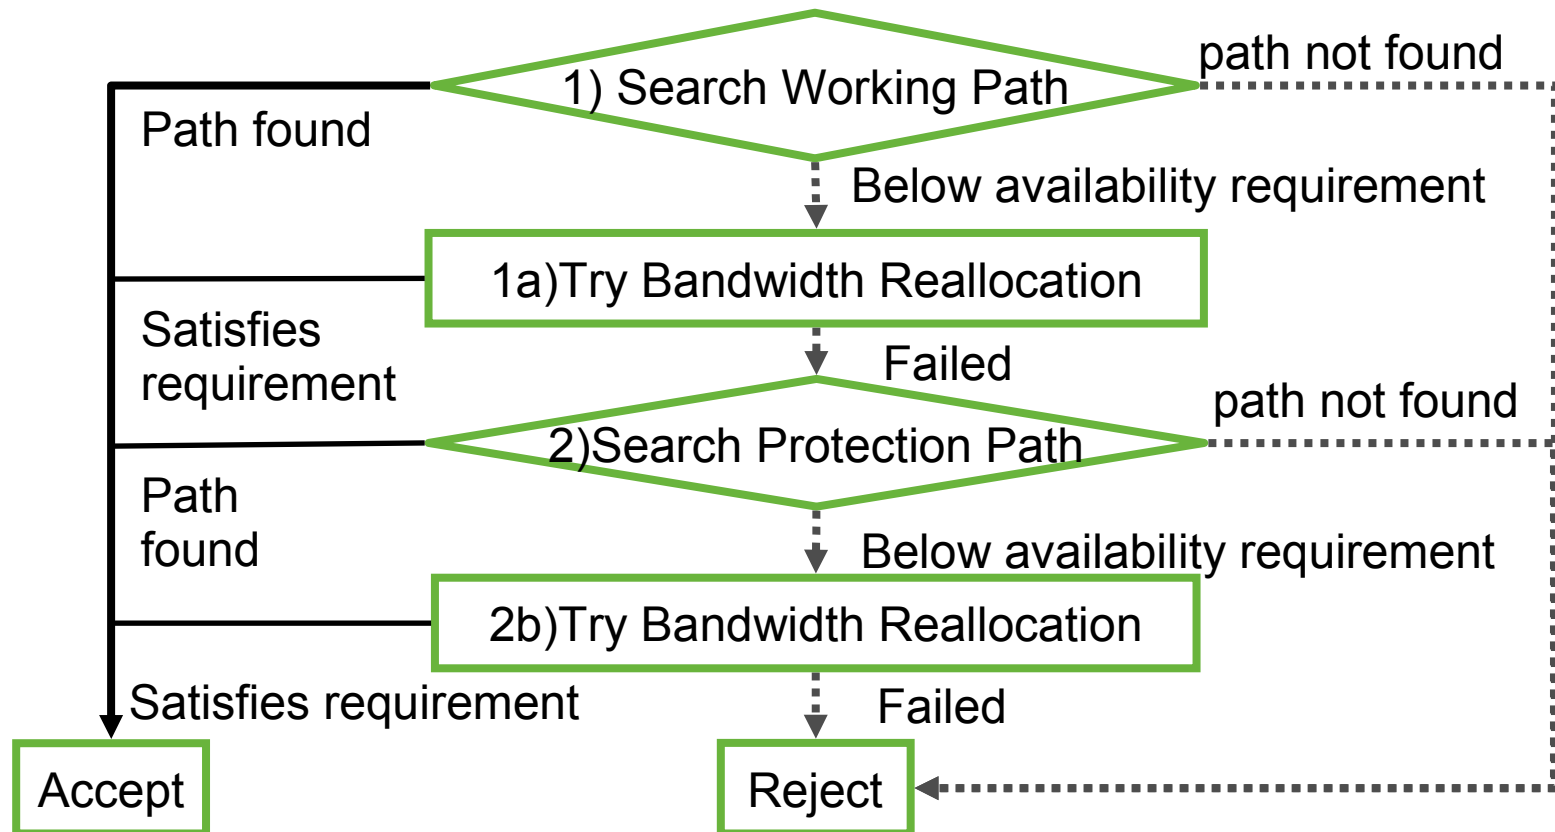 path not found
1) Search Working Path
Path found
Below availability requirement
1a)Try Bandwidth Reallocation
Satisfies
requirement
Failed
path not found
2)Search Protection Path
Path
found
Below availability requirement
2b)Try Bandwidth Reallocation
Satisfies requirement
Failed
Accept
Reject